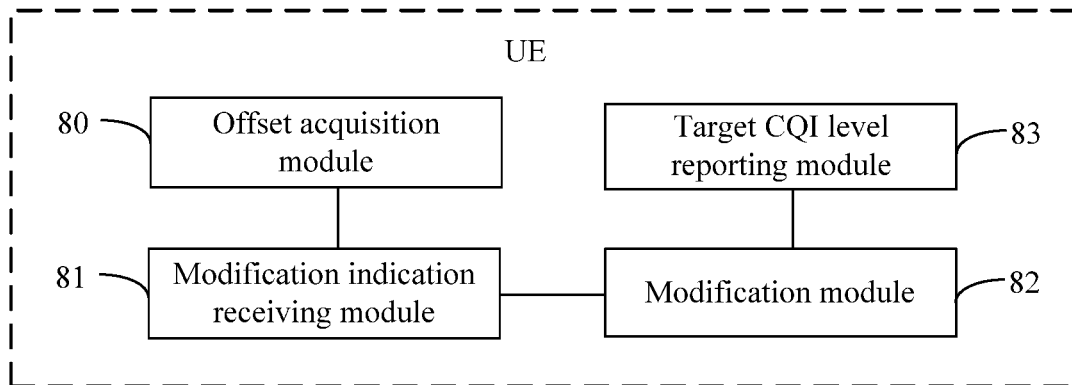 UE
80
Offset acquisition
module
Target CQI level
reporting module
83
81
Modification indication
receiving module
Modification module
82